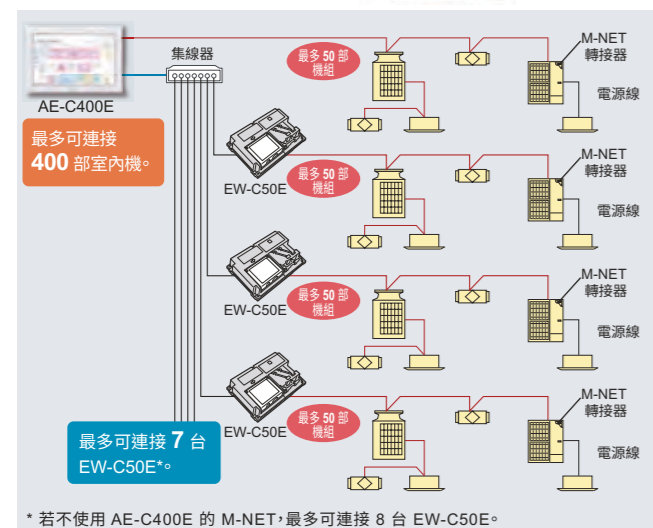 集線器
AE-C400E
最多可連接
400 部室內機。
最多 50 部
機組
M-NET
轉接器
電源線
EW-C50E
最多 50 部
機組
M-NET
轉接器
電源線
EW-C50E
最多 50 部
機組
M-NET
轉接器
電源線
EW-C50E
最多 50 部
機組
M-NET
轉接器
電源線
最多可連接 7 台
EW-C50E*。
* 若不使用 AE-C400E 的 M-NET，最多可連接 8 台 EW-C50E。